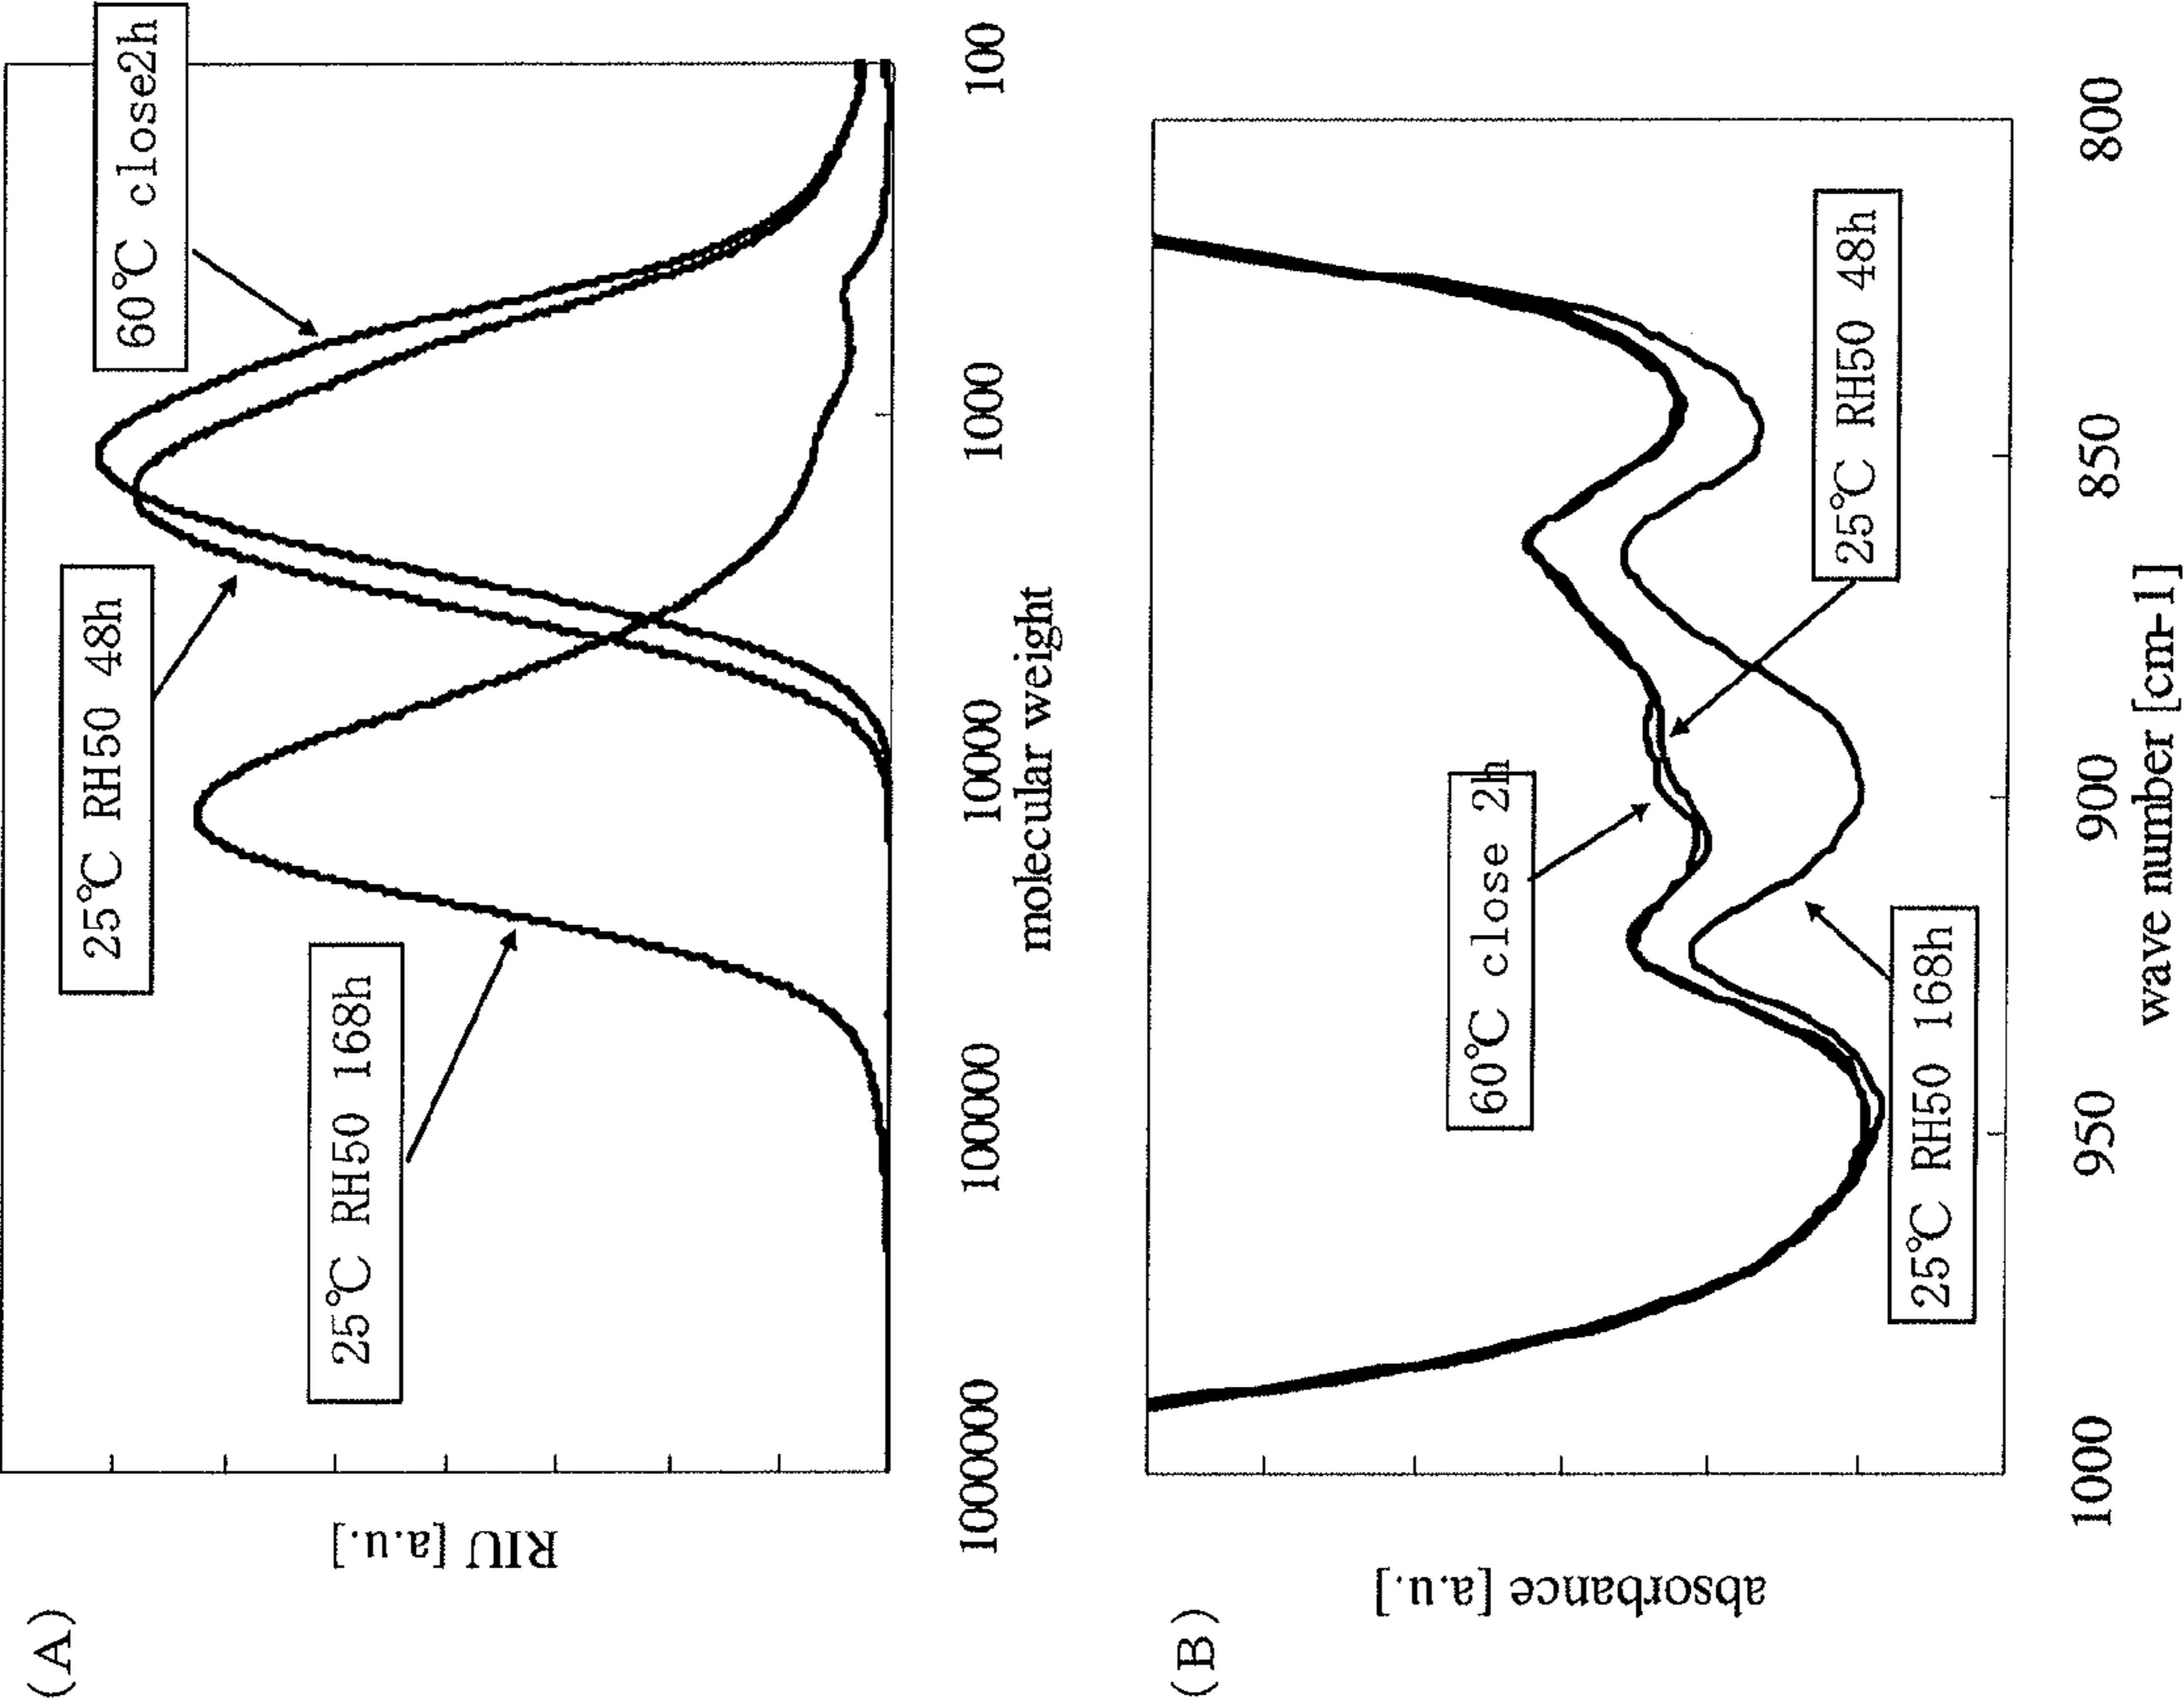 (A)
RIU [a.u.]
25℃ RH50 168h
25℃ RH50 48h
60℃ close2h
1000000
100000
10000
1000
100
molecular weight
(B)
absorbance [a.u.]
60℃ close 2h
25℃ RH50 48h
25℃ RH50 168h
1000
950
900
850
800
wave number [cm-1]